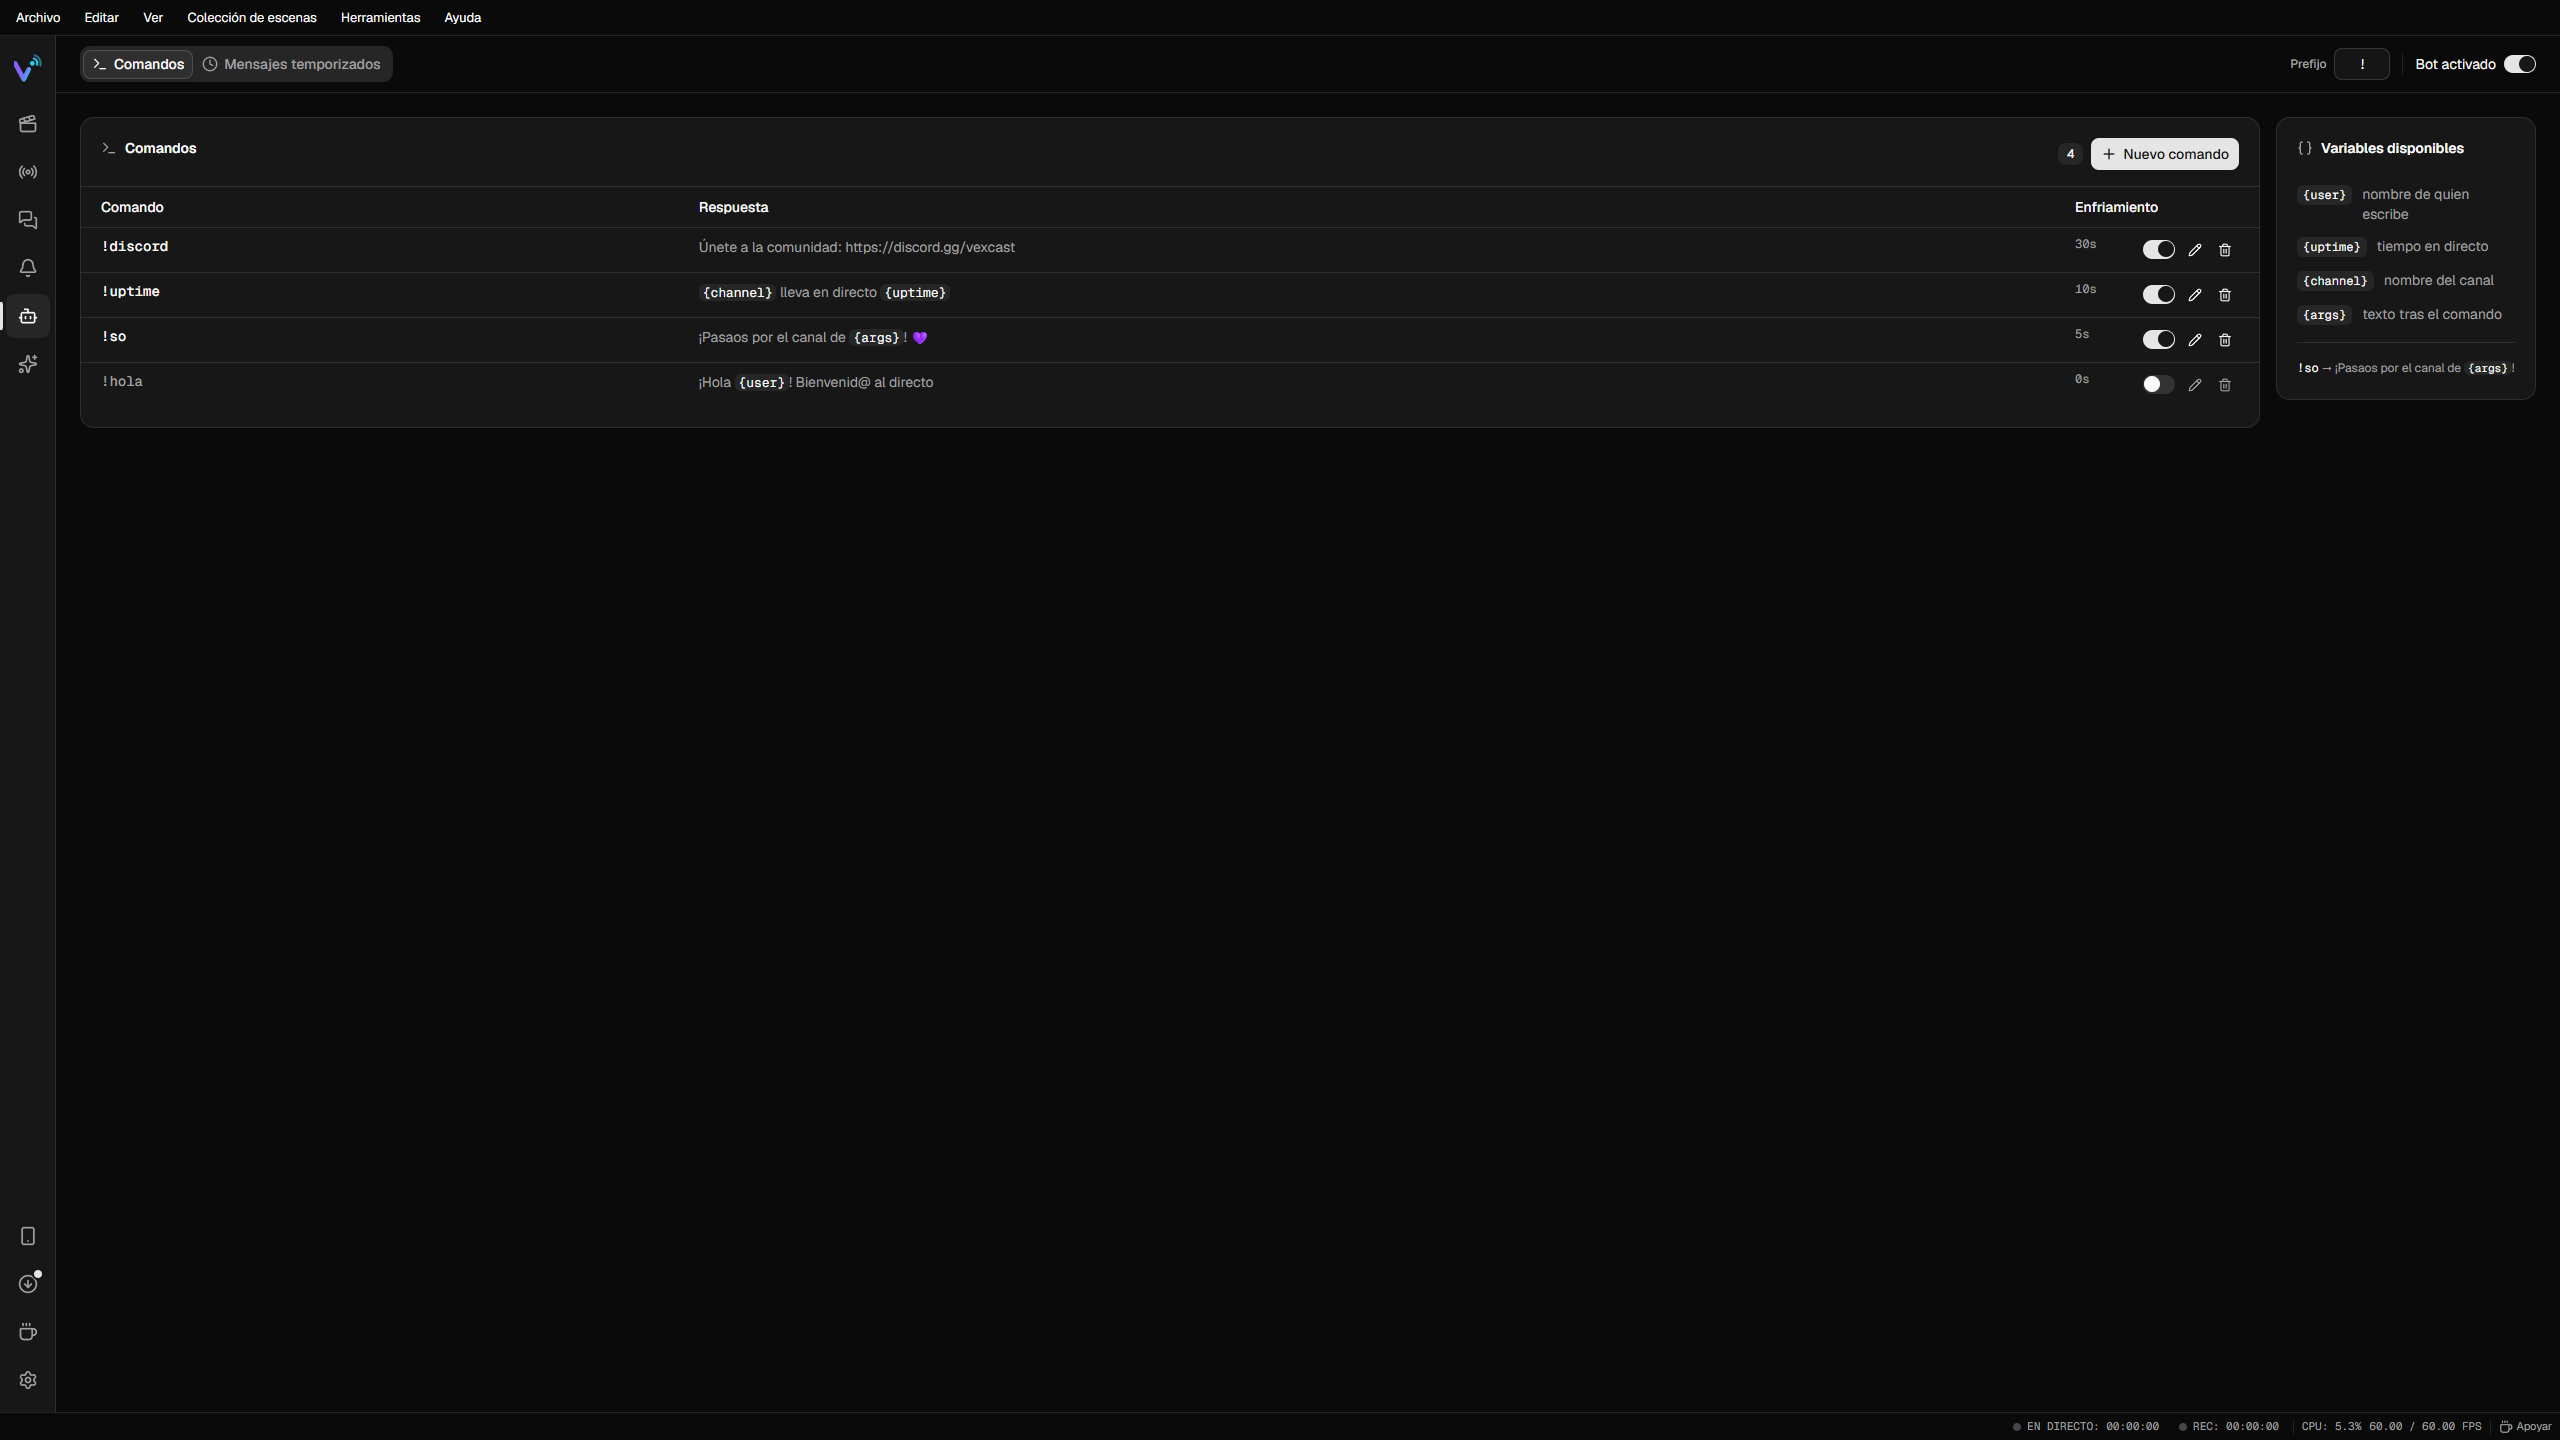 Archivo Editar Ver Colección de escenas Herramientas Ayuda
Comandos Mensajes temporizados Prefijo ! Bot activado
Comandos 4 Nuevo comando
Comando Respuesta Enfriamiento
!discord Únete a la comunidad: https://discord.gg/vexcast 30s
!uptime {channel} lleva en directo {uptime} 10s
!so ¡Pasaos por el canal de {args}! 💜 5s
!hola ¡Hola {user}! Bienvenid@ al directo 0s
Variables disponibles
{user} nombre de quien
escribe
{uptime} tiempo en directo
{channel} nombre del canal
{args} texto tras el comando
!so → ¡Pasaos por el canal de {args}!
EN DIRECTO: 00:00:00 REC: 00:00:00 CPU: 5.3% 60.00 / 60.00 FPS Apoyar